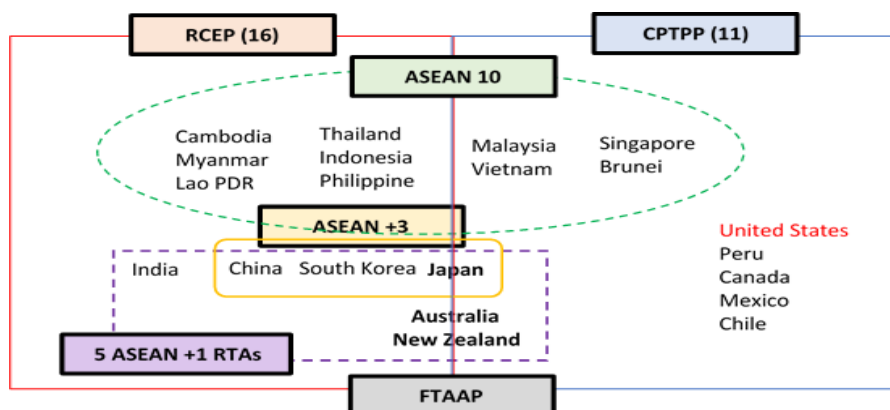 RCEP (16)
CPTPP (11)
ASEAN 10
Cambodia
Myanmar
Lao PDR
Thailand
Indonesia
Philippine
Malaysia
Vietnam
Singapore
Brunei
ASEAN +3
United States
Peru
Canada
Mexico
Chile
India
China South Korea Japan
Australia
New Zealand
5 ASEAN +1 RTAs
FTAAP